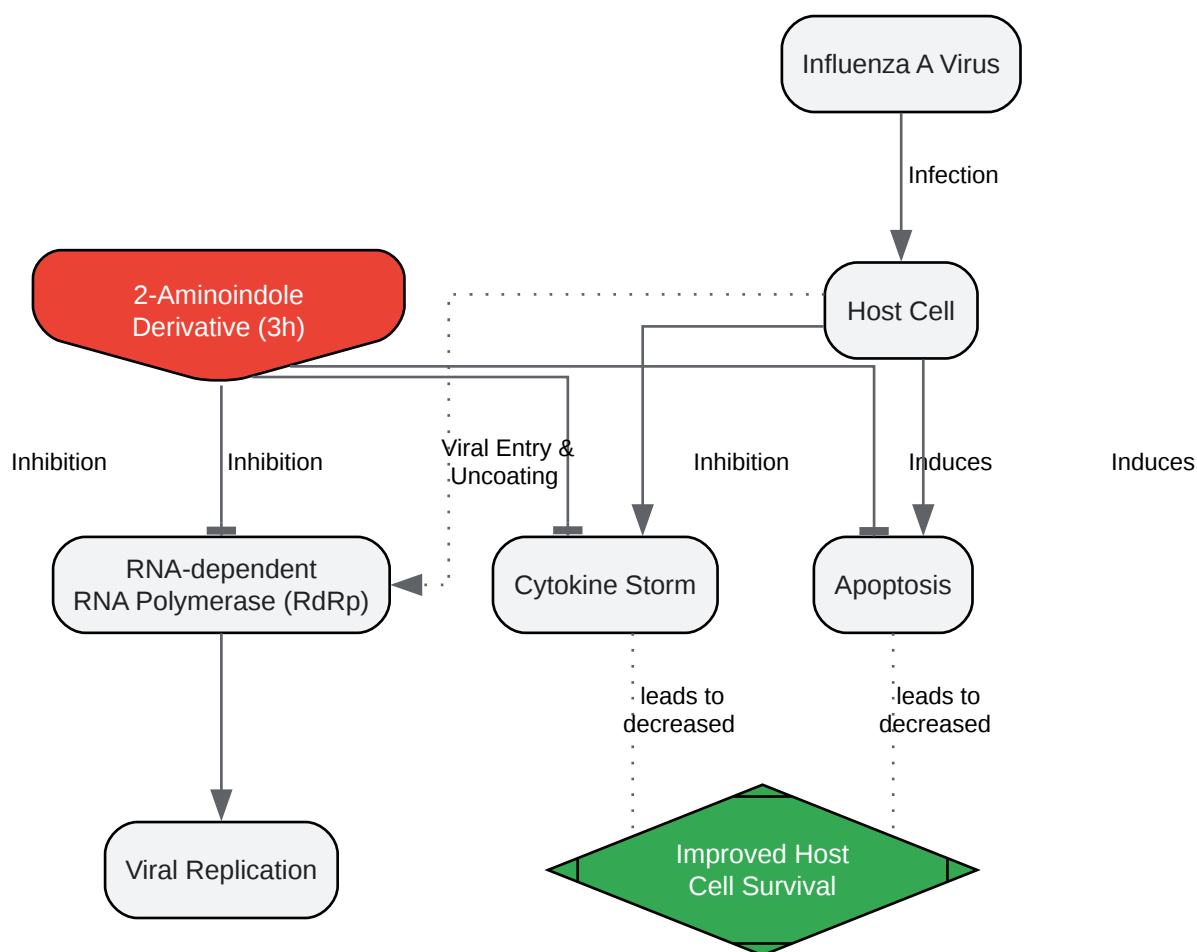 Influenza A Virus
Infection
2-Aminoindole
Derivative (3h)
Host Cell
Inhibition
Inhibition
Viral Entry &
Uncoating
Inhibition
Induces
Induces
RNA-dependent
RNA Polymerase (RdRp)
Cytokine Storm
Apoptosis
leads to
decreased
leads to
decreased
Viral Replication
Improved Host
Cell Survival